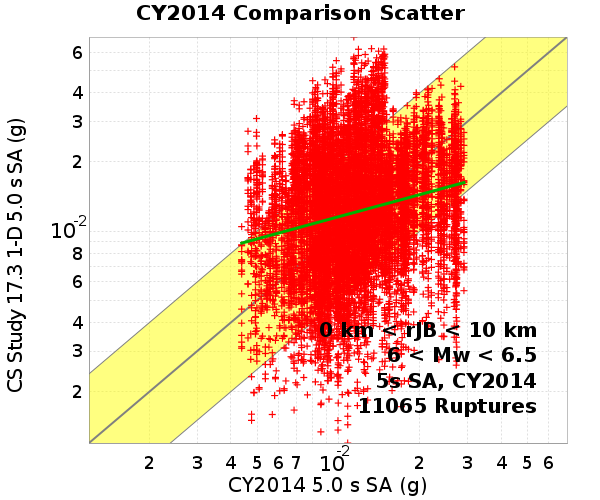 CY2014 Comparison Scatter
CS Study 17.3 1-D 5.0 s SA (g)
6
4
3
2
10-2
8
6
4
3
2
0 km < rJB < 10 km
6 < Mw < 6.5
5s SA, CY2014
11065 Ruptures
2 3 4 5 6 7 10-2 2 3 4 5 6
CY2014 5.0 s SA (g)